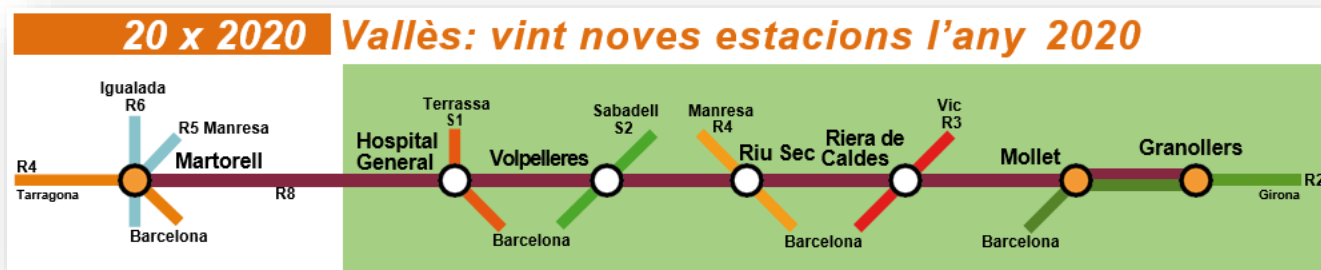 20 x 2020 Vallès: vint noves estacions l’any 2020
Igualada
R6
R5 Manresa
R4
Tarragona
Martorell
R8
Barcelona
Hospital
General
Terrassa
S1
Barcelona
Volpelleres
Sabadell
S2
Manresa
R4
Riu Sec
Barcelona
Riera de
Caldes
Vic
R3
Mollet
Barcelona
Granollers
R2
Girona